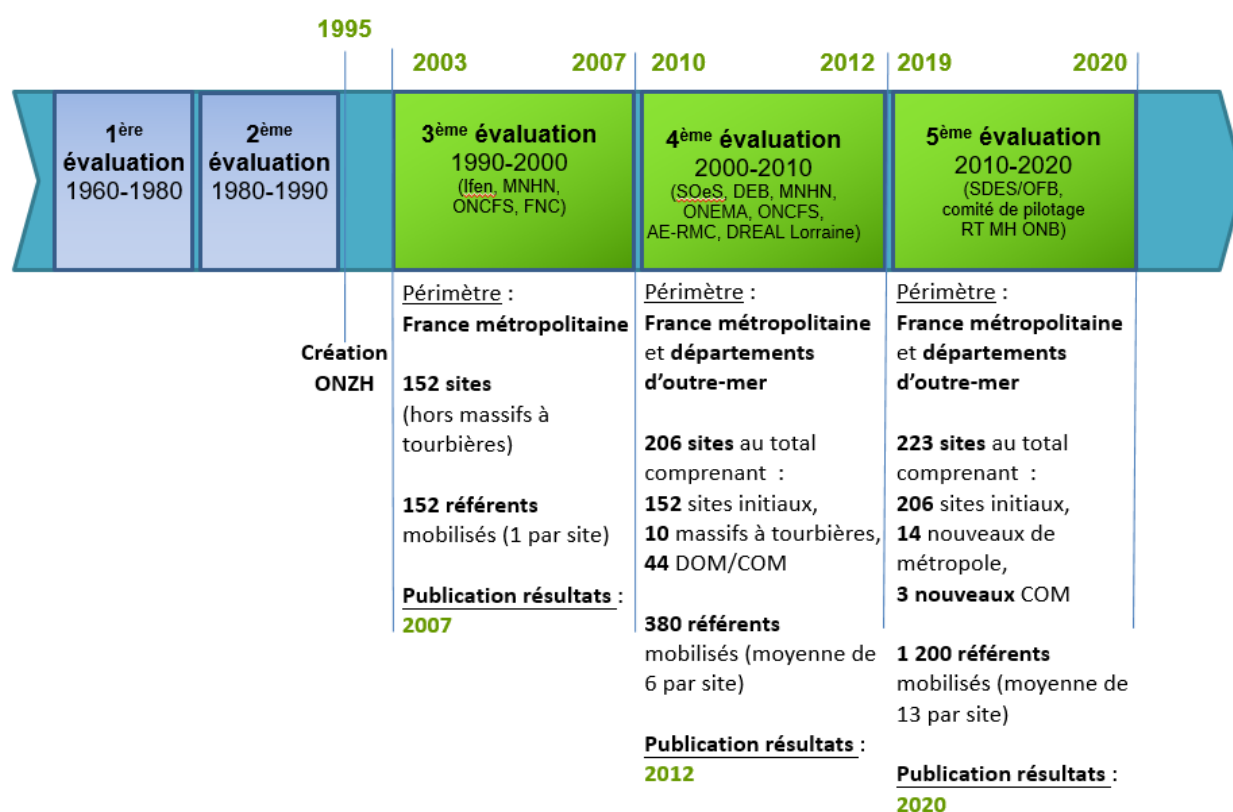 1995
2003
2007
2010
2012
2019
2020
1ère
évaluation
1960-1980
2ème
évaluation
1980-1990
3ème évaluation
1990-2000
(Ifen, MNHN,
ONCFS, FNC)
4ème évaluation
2000-2010
(SOeS, DEB, MNHN,
ONEMA, ONCFS,
AE-RMC, DREAL Lorraine)
5ème évaluation
2010-2020
(SDES/OFB,
comité de pilotage
RT MH ONB)
Création
ONZH
Périmètre :
France métropolitaine
152 sites
(hors massifs à
tourbières)
152 référents
mobilisés (1 par site)
Publication résultats :
2007
Périmètre :
France métropolitaine
et départements
d’outre-mer
206 sites au total
comprenant :
152 sites initiaux,
10 massifs à tourbières,
44 DOM/COM
380 référents
mobilisés (moyenne de
6 par site)
Publication résultats :
2012
Périmètre :
France métropolitaine
et départements
d’outre-mer
223 sites au total
comprenant :
206 sites initiaux,
14 nouveaux de
métropole,
3 nouveaux COM
1 200 référents
mobilisés (moyenne de
13 par site)
Publication résultats :
2020